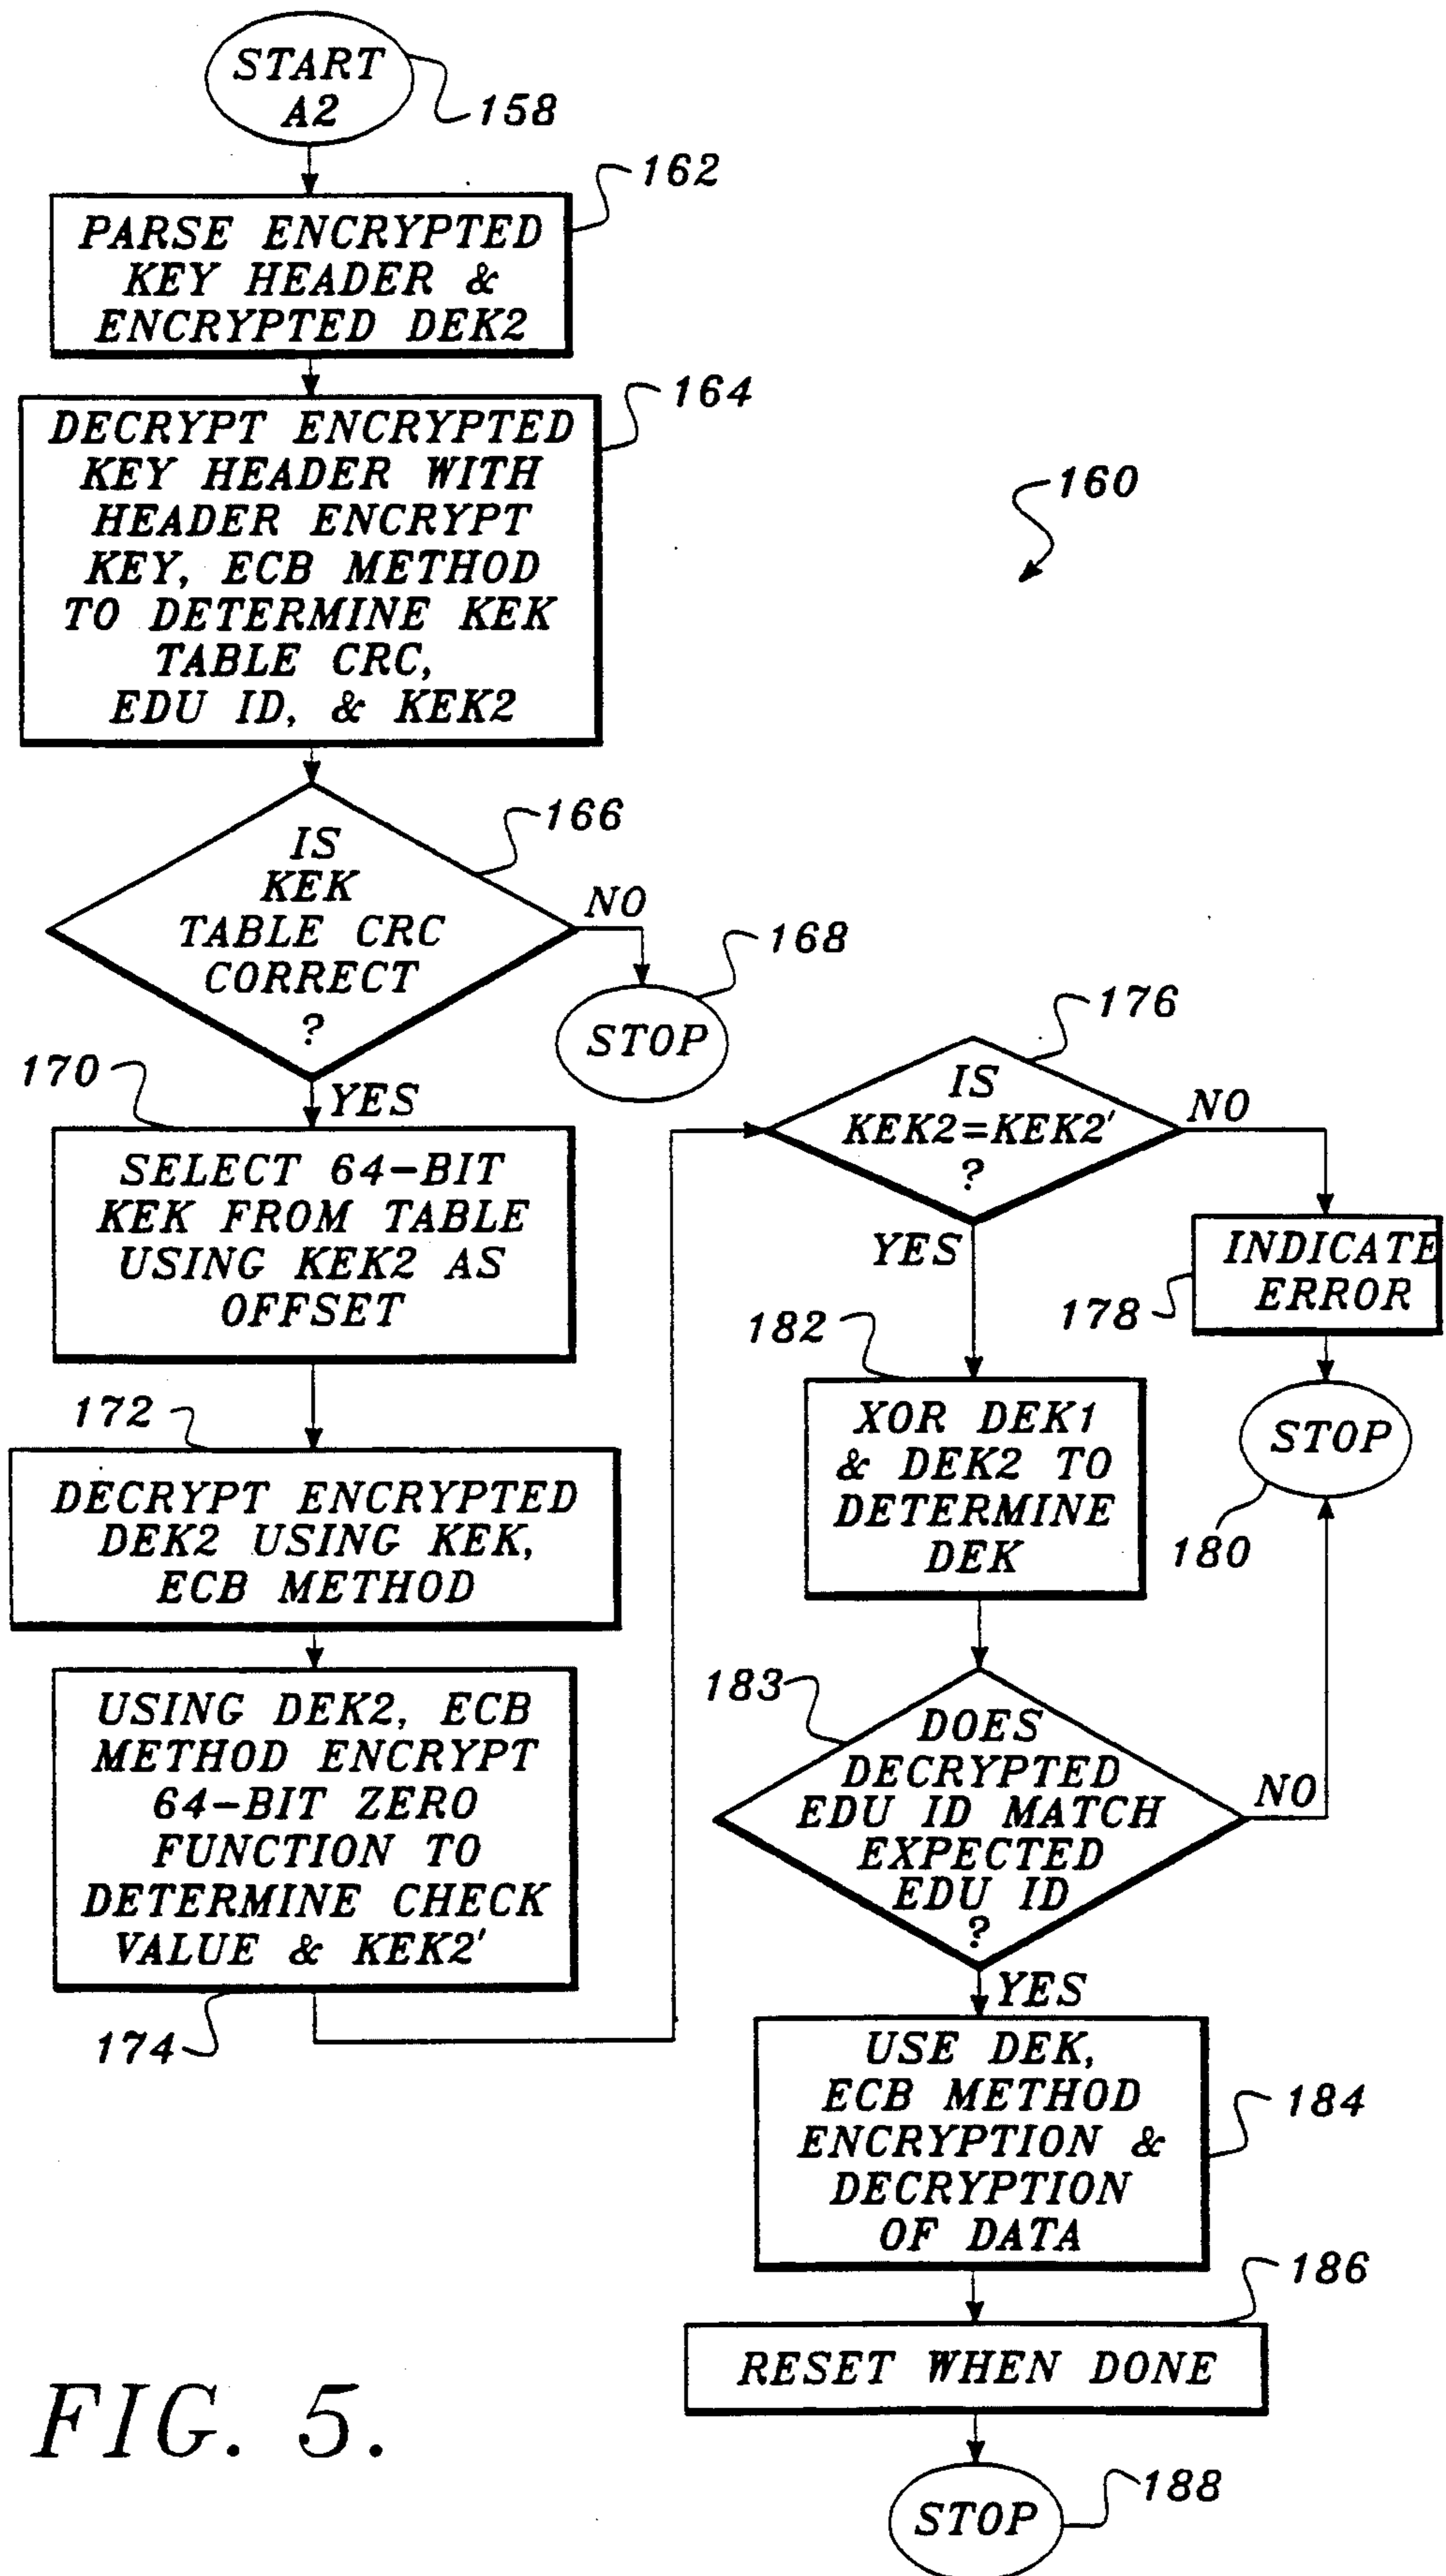 START
A2
158
162
PARSE ENCRYPTED
KEY HEADER &
ENCRYPTED DEK2
164
DECRYPT ENCRYPTED
KEY HEADER WITH
HEADER ENCRYPT
KEY, ECB METHOD
TO DETERMINE KEK
TABLE CRC,
EDU ID, & KEK2
160
166
IS
KEK
TABLE CRC
CORRECT
?
NO
168
STOP
170
YES
SELECT 64-BIT
KEK FROM TABLE
USING KEK2 AS
OFFSET
172
DECRYPT ENCRYPTED
DEK2 USING KEK,
ECB METHOD
USING DEK2, ECB
METHOD ENCRYPT
64-BIT ZERO
FUNCTION TO
DETERMINE CHECK
VALUE & KEK2'
174
176
IS
KEK2=KEK2'
?
NO
YES
INDICATE
ERROR
178
STOP
180
182
XOR DEK1
& DEK2 TO
DETERMINE
DEK
183
DOES
DECRYPTED
EDU ID MATCH
EXPECTED
EDU ID
?
NO
YES
USE DEK,
ECB METHOD
ENCRYPTION &
DECRYPTION
OF DATA
184
186
RESET WHEN DONE
STOP
188
FIG. 5.